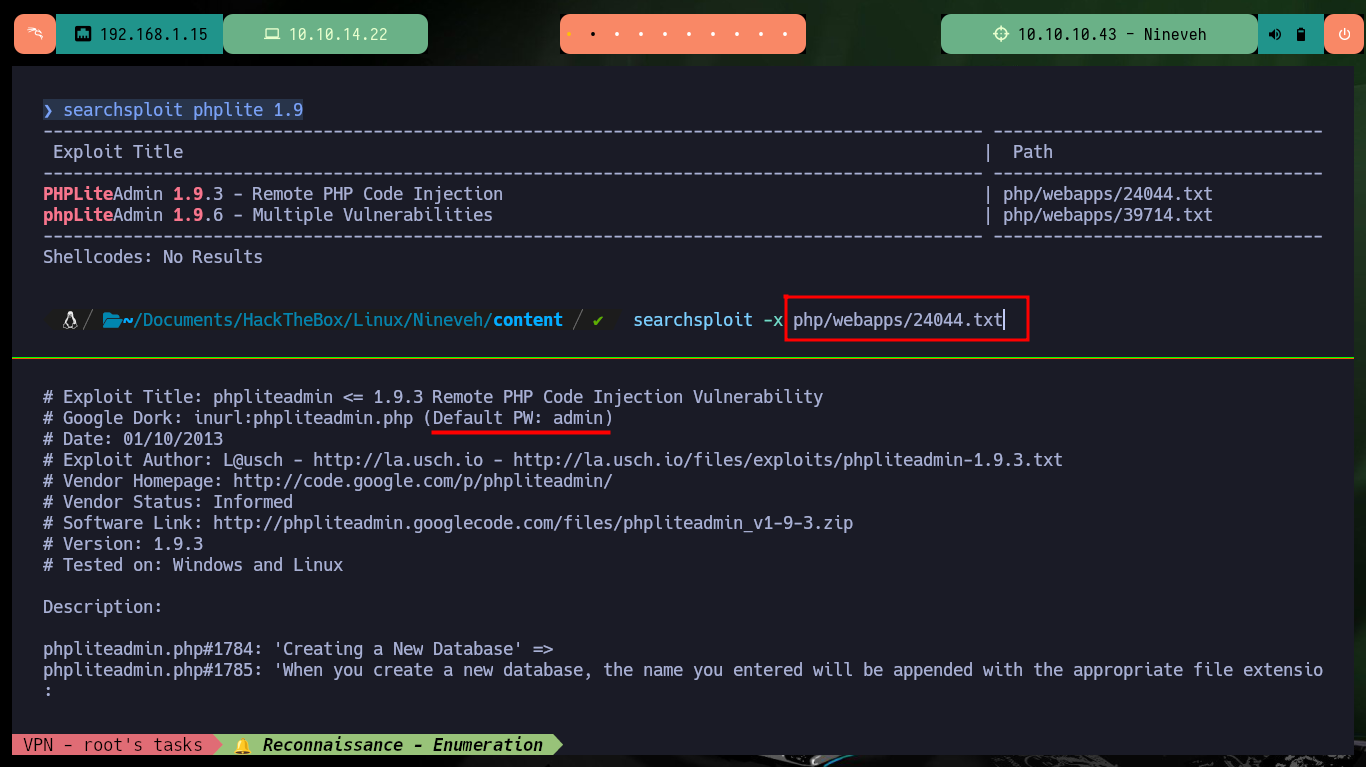 192.168.1.15 10.10.14.22 10.10.10.43 - Nineveh
❯ searchsploit phplite 1.9
---------------------------------------------------------------------------------------------- ---------------------------------
Exploit Title | Path
---------------------------------------------------------------------------------------------- ---------------------------------
PHPLiteAdmin 1.9.3 - Remote PHP Code Injection | php/webapps/24044.txt
phpLiteAdmin 1.9.6 - Multiple Vulnerabilities | php/webapps/39714.txt
---------------------------------------------------------------------------------------------- ---------------------------------
Shellcodes: No Results
/ ~/Documents/HackTheBox/Linux/Nineveh/content / ✔ searchsploit -x php/webapps/24044.txt
# Exploit Title: phpliteadmin <= 1.9.3 Remote PHP Code Injection Vulnerability
# Google Dork: inurl:phpliteadmin.php (Default PW: admin)
# Date: 01/10/2013
# Exploit Author: L@usch - http://la.usch.io - http://la.usch.io/files/exploits/phpliteadmin-1.9.3.txt
# Vendor Homepage: http://code.google.com/p/phpliteadmin/
# Vendor Status: Informed
# Software Link: http://phpliteadmin.googlecode.com/files/phpliteadmin_v1-9-3.zip
# Version: 1.9.3
# Tested on: Windows and Linux
Description:
phpliteadmin.php#1784: 'Creating a New Database' =>
phpliteadmin.php#1785: 'When you create a new database, the name you entered will be appended with the appropriate file extensio
:
VPN - root's tasks 🔔 Reconnaissance - Enumeration